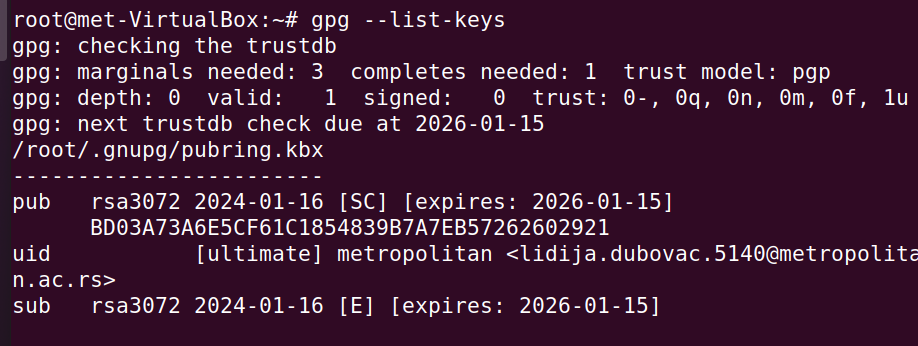 root@met-VirtualBox:~# gpg --list-keys
gpg: checking the trustdb
gpg: marginals needed: 3  completes needed: 1  trust model: pgp
gpg: depth: 0  valid:   1  signed:   0  trust: 0-, 0q, 0n, 0m, 0f, 1u
gpg: next trustdb check due at 2026-01-15
/root/.gnupg/pubring.kbx
------------------------
pub   rsa3072 2024-01-16 [SC] [expires: 2026-01-15]
      BD03A73A6E5CF61C1854839B7A7EB57262602921
uid           [ultimate] metropolitan <lidija.dubovac.5140@metropolita
n.ac.rs>
sub   rsa3072 2024-01-16 [E] [expires: 2026-01-15]